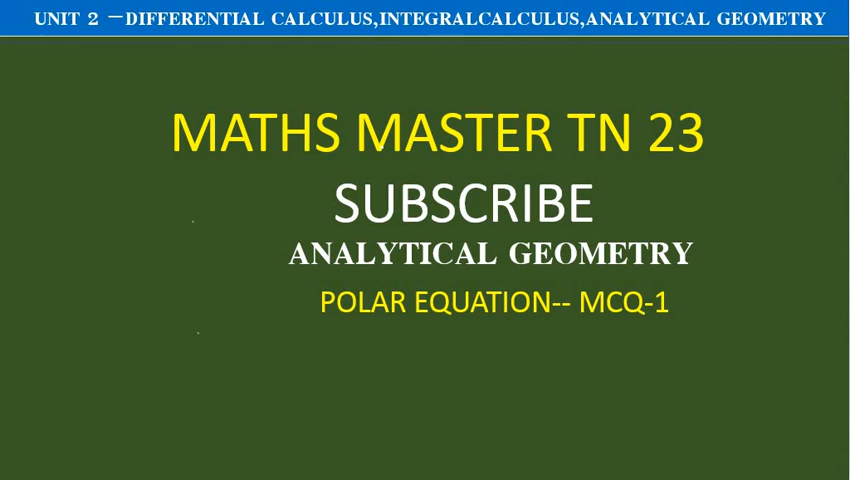 UNIT 2 —DIFFERENTIAL CALCULUS,INTEGRALCALCULUS,ANALYTICAL GEOMETRY
MATHS MASTER TN 23
SUBSCRIBE
ANALYTICAL GEOMETRY
POLAR EQUATION-- MCQ-1